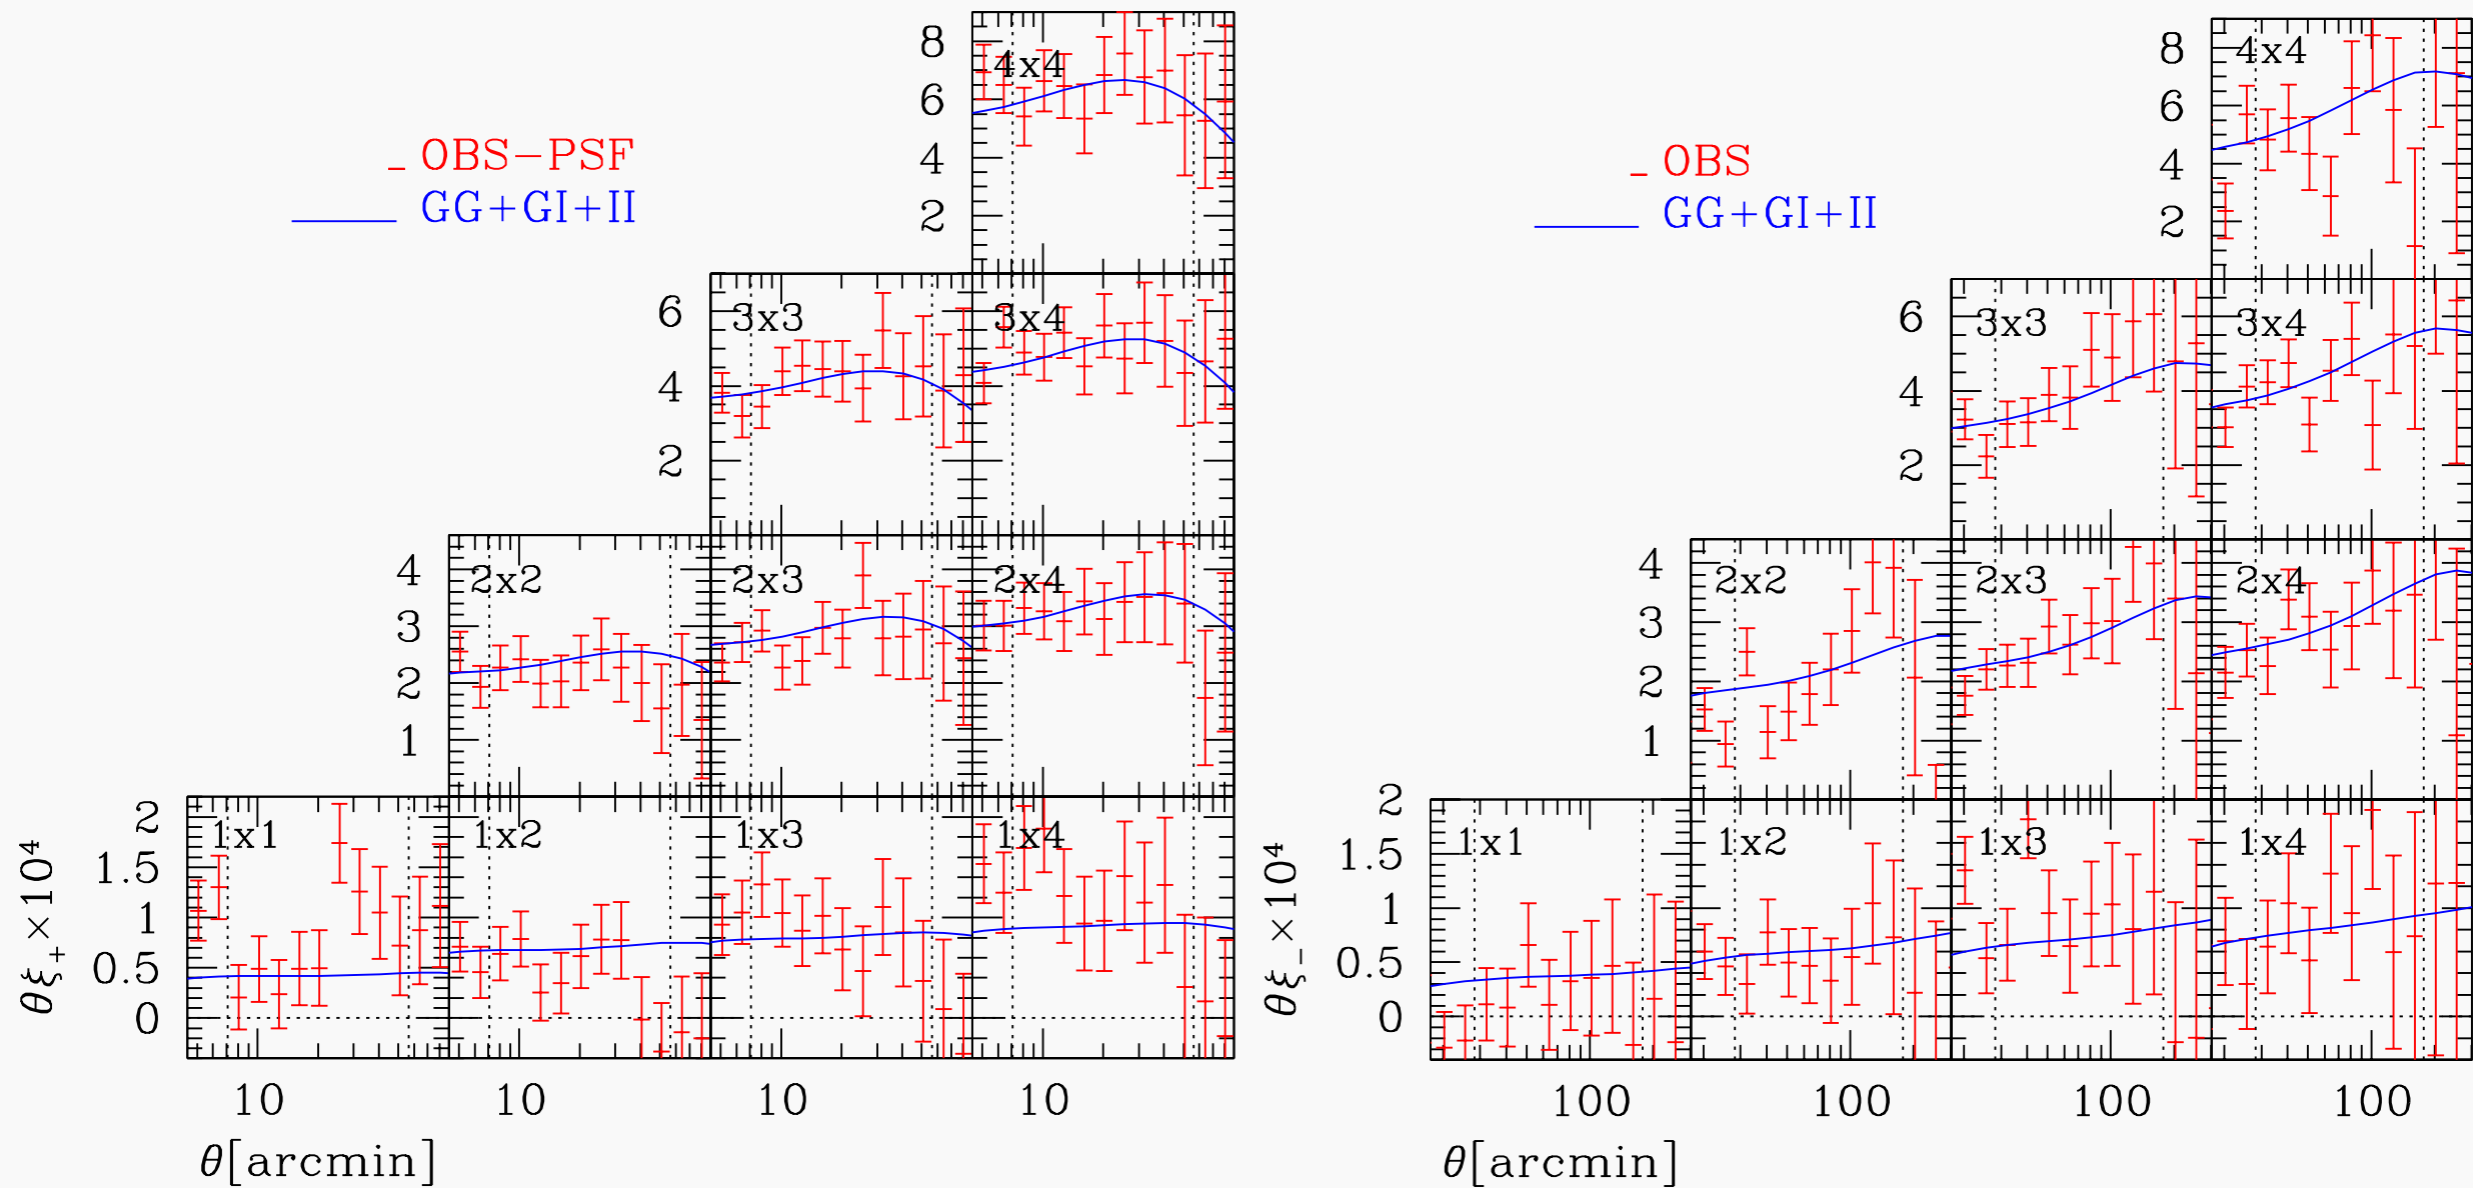 OBS−PSF
GG+GI+II
8
6
4
2
4x4
6
4
2
3x3
3x4
4
3
2
1
2x2
2x3
2x4
2
1.5
1
0.5
0
1x1
1x2
1x3
1x4
θξ₊×10⁴
10
10
10
10
θ[arcmin]
OBS
GG+GI+II
8
6
4
2
4x4
6
4
2
3x3
3x4
4
3
2
1
2x2
2x3
2x4
2
1.5
1
0.5
0
1x1
1x2
1x3
1x4
θξ₋×10⁴
100
100
100
100
θ[arcmin]